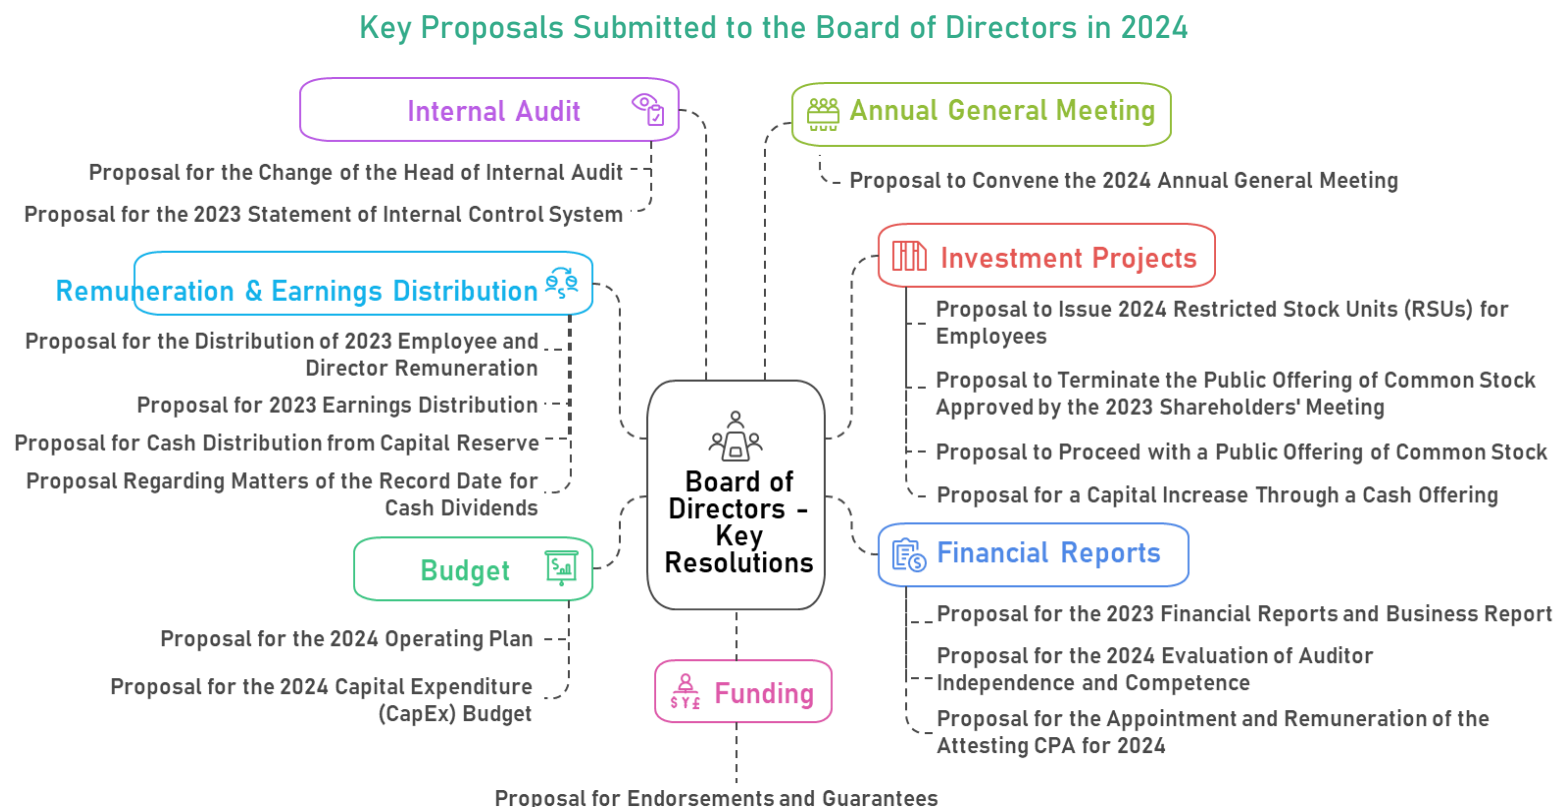 Key Proposals Submitted to the Board of Directors in 2024
Internal Audit
Proposal for the Change of the Head of Internal Audit
Proposal for the 2023 Statement of Internal Control System
Remuneration & Earnings Distribution
Proposal for the Distribution of 2023 Employee and
Director Remuneration
Proposal for 2023 Earnings Distribution
Proposal for Cash Distribution from Capital Reserve
Proposal Regarding Matters of the Record Date for
Cash Dividends
Budget
Proposal for the 2024 Operating Plan
Proposal for the 2024 Capital Expenditure
(CapEx) Budget
Board of
Directors -
Key
Resolutions
Funding
Proposal for Endorsements and Guarantees
Annual General Meeting
Proposal to Convene the 2024 Annual General Meeting
Investment Projects
Proposal to Issue 2024 Restricted Stock Units (RSUs) for
Employees
Proposal to Terminate the Public Offering of Common Stock
Approved by the 2023 Shareholders' Meeting
Proposal to Proceed with a Public Offering of Common Stock
Proposal for a Capital Increase Through a Cash Offering
Financial Reports
Proposal for the 2023 Financial Reports and Business Report
Proposal for the 2024 Evaluation of Auditor
Independence and Competence
Proposal for the Appointment and Remuneration of the
Attesting CPA for 2024